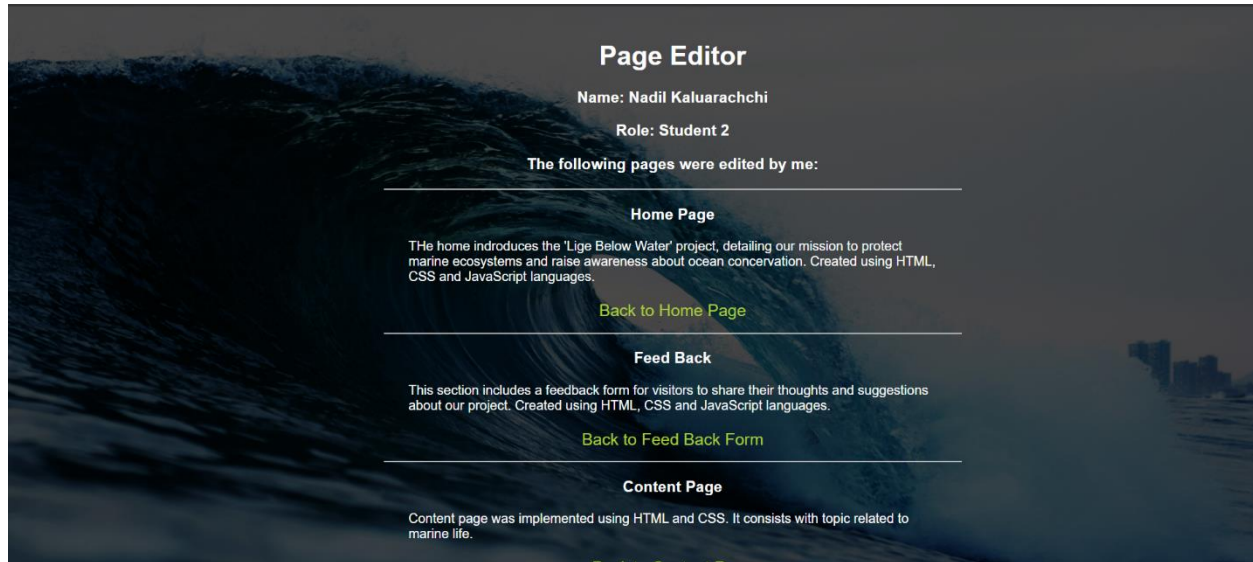 Page Editor
Name: Nadil Kaluarachchi
Role: Student 2
The following pages were edited by me:
Home Page
THe home indroduces the 'Lige Below Water' project, detailing our mission to protect
marine ecosystems and raise awareness about ocean concervation. Created using HTML,
CSS and JavaScript languages.
Back to Home Page
Feed Back
This section includes a feedback form for visitors to share their thoughts and suggestions
about our project. Created using HTML, CSS and JavaScript languages.
Back to Feed Back Form
Content Page
Content page was implemented using HTML and CSS. It consists with topic related to
marine life.